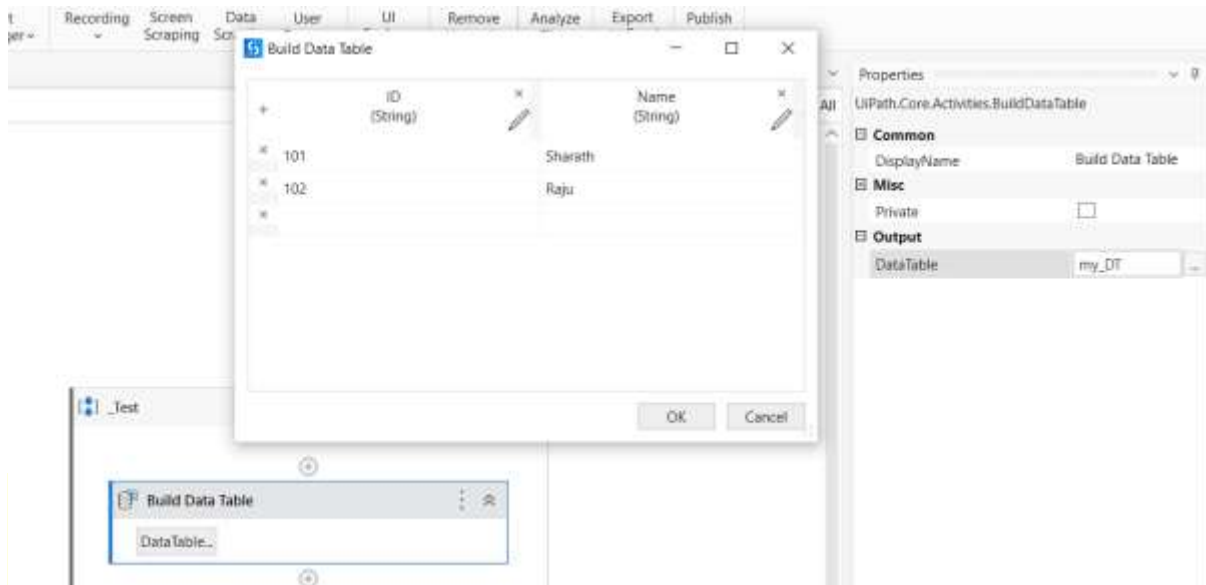 Recording Screen Data User UI Remove Analyze Export Publish
Scraping
Build Data Table
Properties
ID Name
(String) (String)
All UiPath.Core.Activities.BuildDataTable
Common
DisplayName Build Data Table
101 Sharath
Misc
102 Raju
Private
Output
DataTable my_DT ...
OK Cancel
_Test
Build Data Table
DataTable...